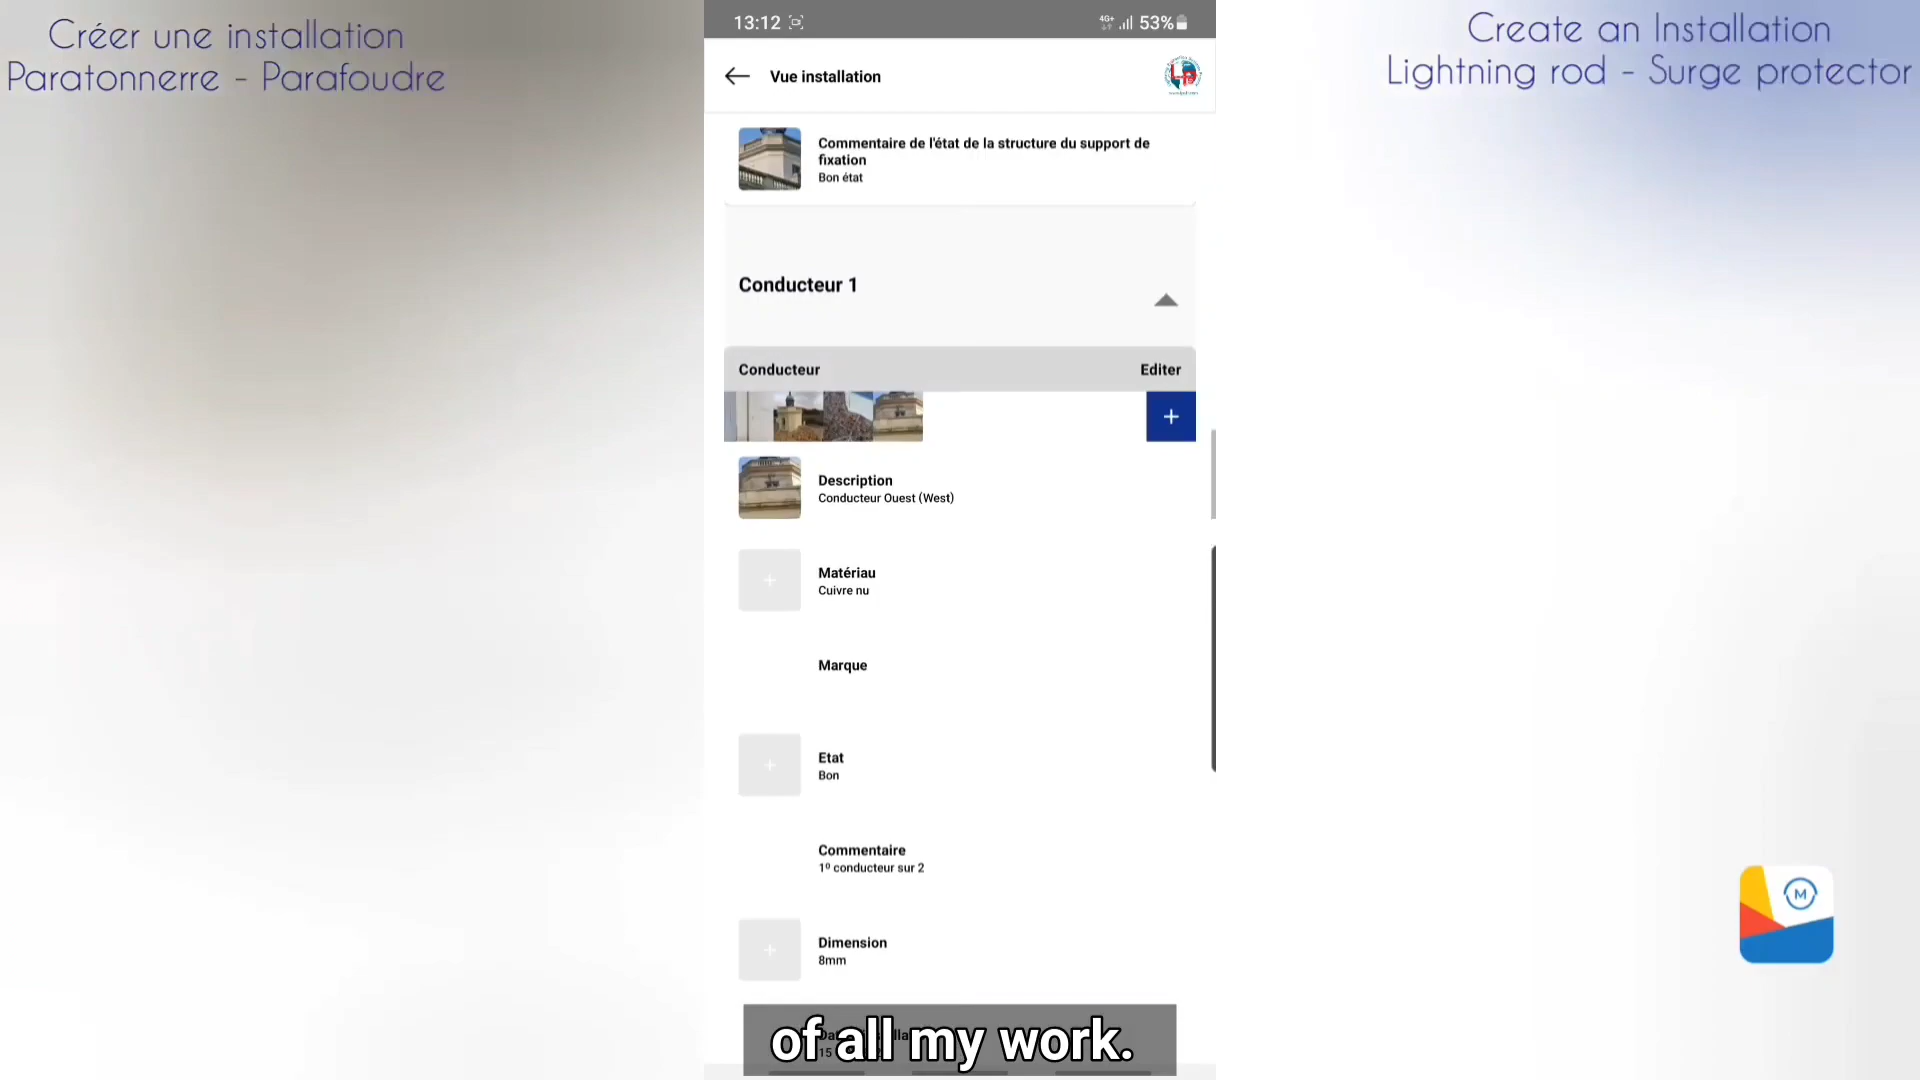 Créer une installation
Paratonnerre - Parafoudre
Create an Installation
Lightning rod - Surge protector
13:12
4G+
53%
Vue installation
Commentaire de l'état de la structure du support de
fixation
Bon état
Conducteur 1
Conducteur
Editer
+
Description
Conducteur Ouest (West)
+
Matériau
Cuivre nu
Marque
+
Etat
Bon
Commentaire
1º conducteur sur 2
+
Dimension
8mm
of all my work.
15
M